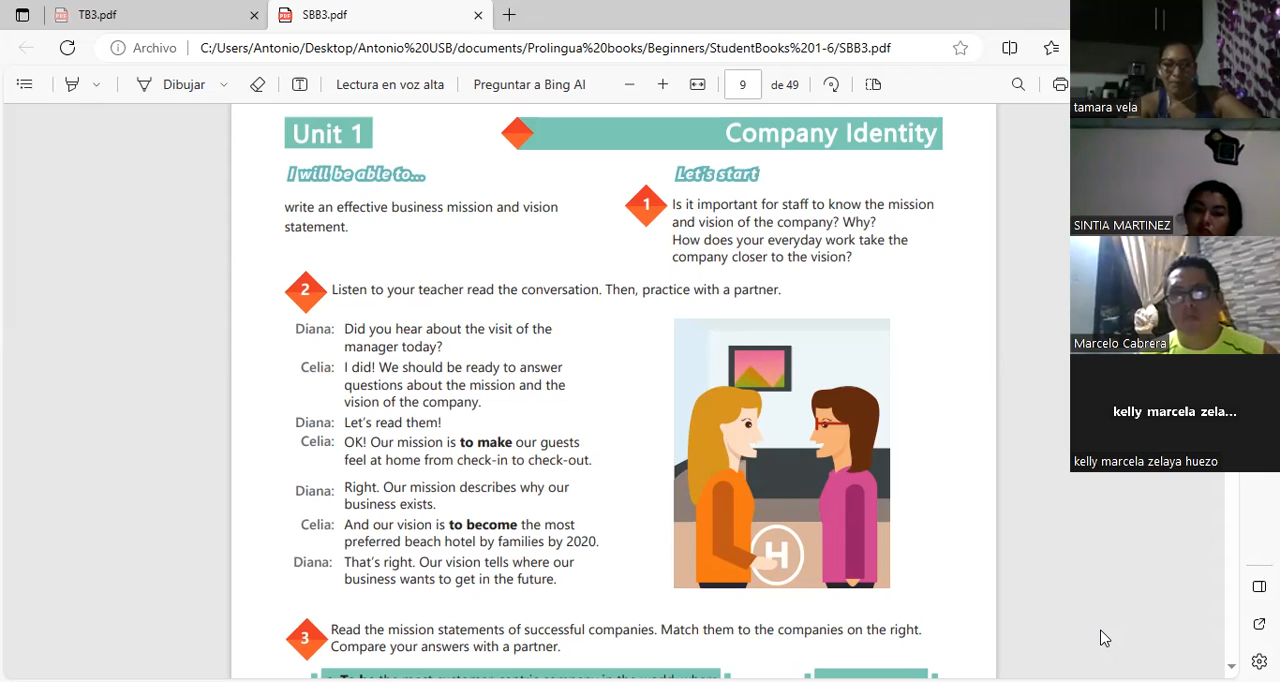 TB3.pdf
SBB3.pdf
Archivo
C:/Users/Antonio/Desktop/Antonio%20USB/documents/Prolingua%20books/Beginners/StudentBooks%201-6/SBB3.pdf
Dibujar
Lectura en voz alta
Preguntar a Bing AI
9
de 49
Unit 1
Company Identity
I will be able to...
write an effective business mission and vision
statement.
Let's start
1
Is it important for staff to know the mission
and vision of the company? Why?
How does your everyday work take the
company closer to the vision?
2
Listen to your teacher read the conversation. Then, practice with a partner.
Diana: Did you hear about the visit of the
manager today?
Celia: I did! We should be ready to answer
questions about the mission and the
vision of the company.
Diana: Let's read them!
Celia: OK! Our mission is to make our guests
feel at home from check-in to check-out.
Diana: Right. Our mission describes why our
business exists.
Celia: And our vision is to become the most
preferred beach hotel by families by 2020.
Diana: That's right. Our vision tells where our
business wants to get in the future.
H
3
Read the mission statements of successful companies. Match them to the companies on the right.
Compare your answers with a partner.
tamara vela
SINTIA MARTINEZ
Marcelo Cabrera
kelly marcela zela...
kelly marcela zelaya huezo